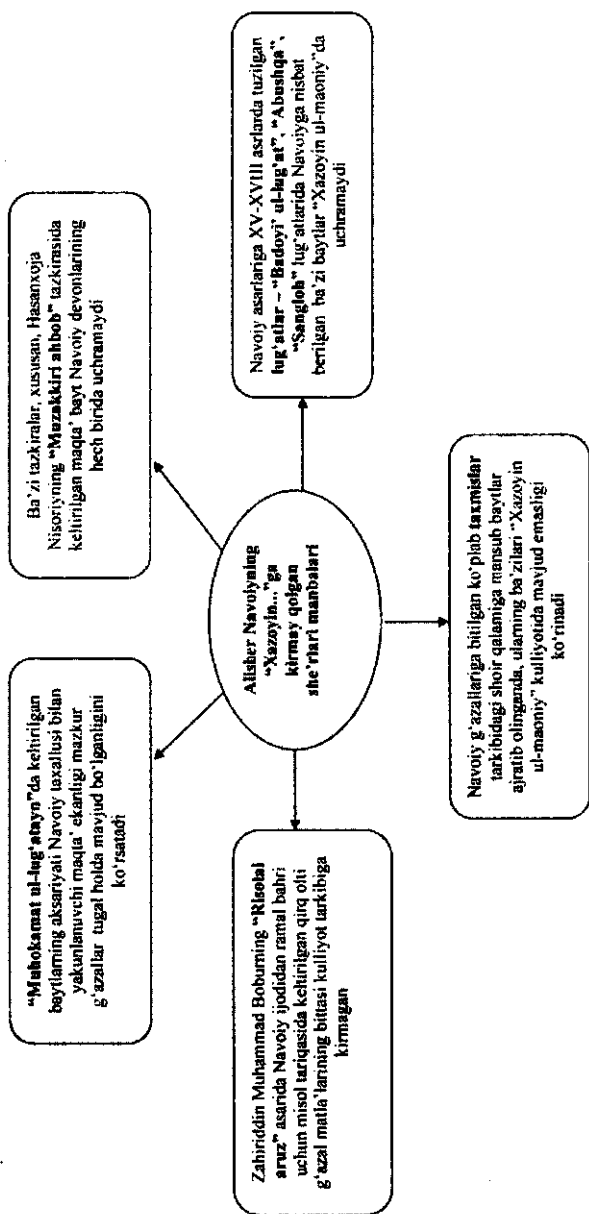 “Muhokamat ul-lug‘atayn”da keltirilgan
baytlarning aksariyati Navoiy taxallusi bilan
yakunlanuvchi maqta’ ekanligi mazkur
g‘azallar tugal holda mavjud bo‘lganligini
ko‘rsatadi
Ba’zi tazkiralar, xususan, Hasanxoja
Nisoriyning “Muzakkiri ahbob” tazkirasida
keltirilgan maqta’ bayt Navoiy devonlarining
hech birida uchramaydi
Zahiriddin Muhammad Boburning “Risolai
aruz” asarida Navoiy ijodidan ramal bahri
uchun misol tariqasida kehirilgan qirq olti
g‘azal matla’larining bittasi kulliyot tarkibiga
kirmagan
Alisher Navoiyning
“Xazoyin...”ga
kirmay qolgan
she’rlari manbalari
Navoiy asarlariga XV-XVIII asrlarda tuzilgan
lug‘atlar – “Badoyi’ ul-lug‘at”, “Abushqa”,
“Sangloh” lug‘atlarida Navoiyga nisbat
berilgan ba’zi baytlar “Xazoyin ul-maoniy”da
uchramaydi
Navoiy g‘azallariga bitilgan ko‘plab taxmislar
tarkibidagi shoir qalamiga mansub baytlar
ajratib olinganda, ularning ba’zilari “Xazoyin
ul-maoniy” kulliyotida mavjud emasligi
ko‘rinadi